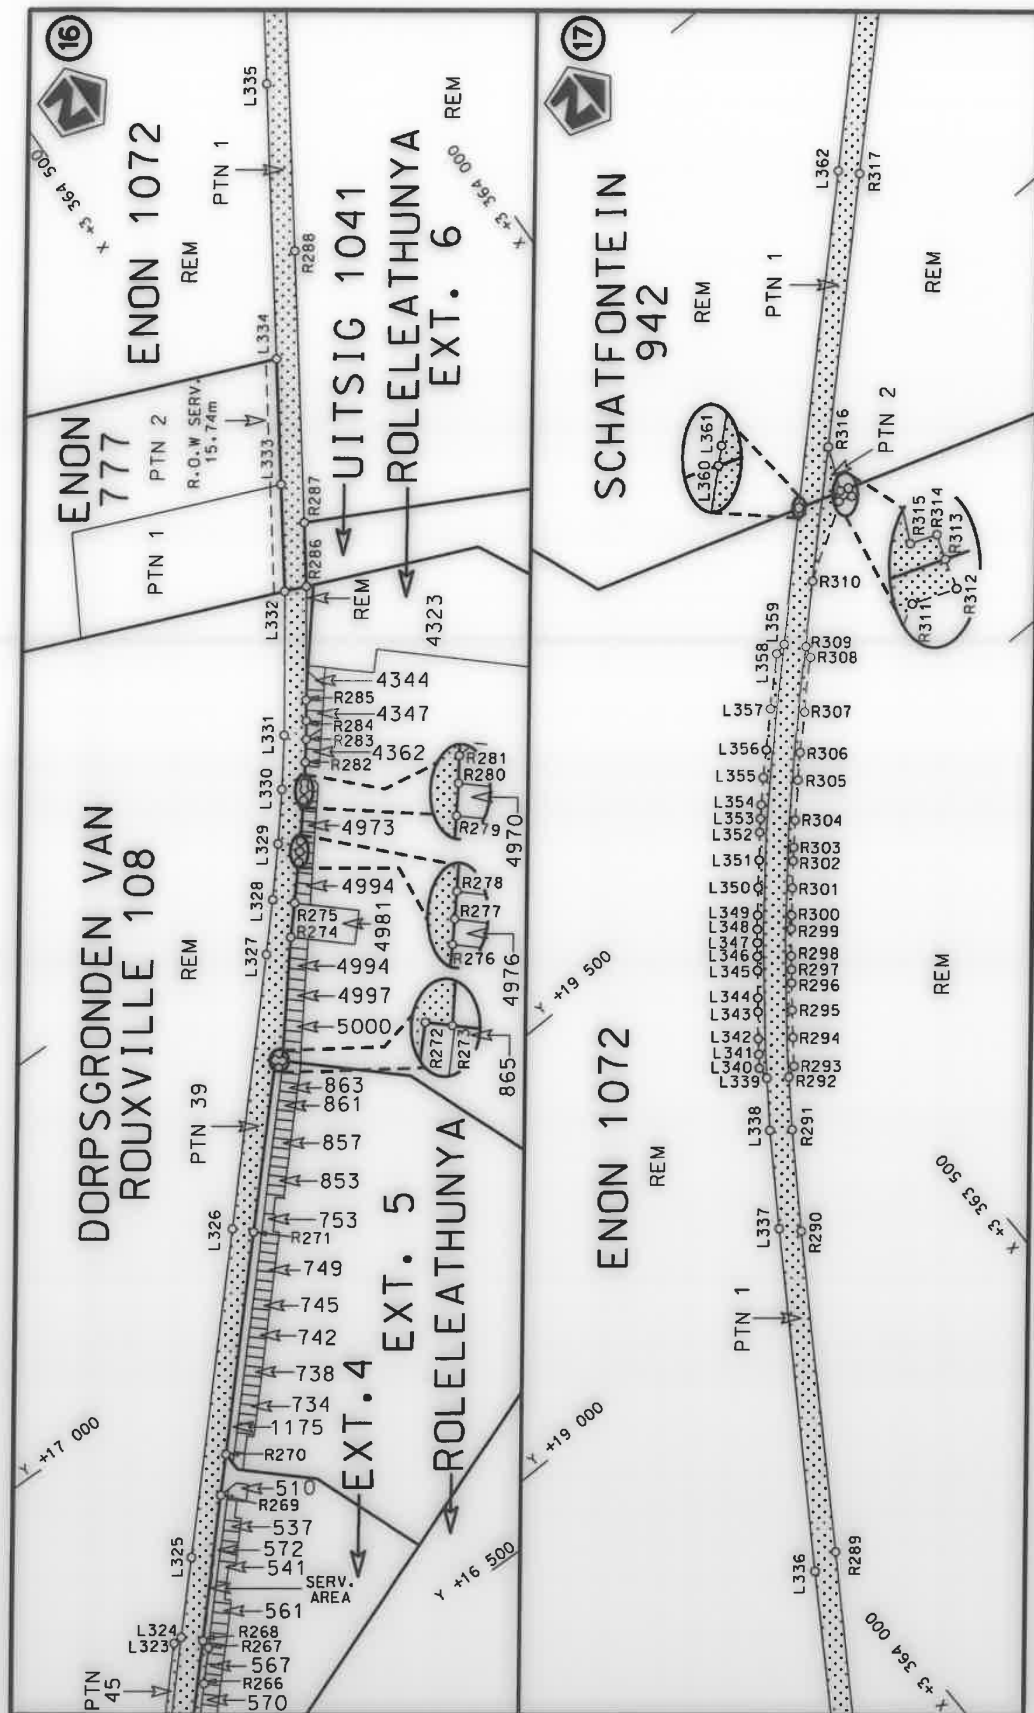 16
L335
X +3 364 500
ENON 1072
PTN 1
REM
REM
R288
L334
X +3 364 000
UITSIG 1041
ROLELEATHUNYA
EXT. 6
ENON
777
PTN 2
R.O.W SERV.
15.74m
L333
PTN 1
R287
R286
L332
REM
4323
4344
R285
4347
R284
R283
L331
4362
R282
L330
R281
R280
R279
4970
4973
L329
4994
R278
R277
R276
4976
L328
R275
R274
4981
L327
DORPSGRONDEN VAN
ROUXVILLE 108
REM
4994
4997
5000
R272
R273
865
863
861
857
853
PTN 39
753
L326
R271
749
745
742
738
734
1175
R270
EXT. 5
EXT.4
ROLELEATHUNYA
Y +17 000
510
R269
537
572
541
L325
SERV.
AREA
561
Y +16 500
L324
L323
R268
R267
567
R266
570
PTN
45
17
L362
R317
SCHATFONTEIN
942
REM
PTN 1
REM
R316
PTN 2
L361
L360
R315
R314
R313
R312
R311
R310
L359
L358
R309
R308
L357
R307
L356
R306
L355
R305
L354
L353
R304
L352
R303
L351
R302
L350
R301
L349
R300
L348
R299
L347
L346
R298
L345
R297
R296
L344
L343
R295
L342
R294
L341
L340
R293
L339
R292
Y +19 500
REM
ENON 1072
REM
L338
R291
L337
R290
X +3 363 500
PTN 1
Y +19 000
L336
R289
X +3 364 000